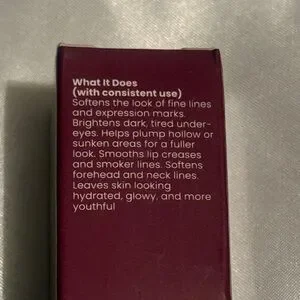 What It Does
(with consistent use)
Softens the look of fine lines
and expression marks.
Brightens dark, tired under-
eyes. Helps plump hollow or
sunken areas for a fuller
look. Smooths lip creases
and smoker lines. Softens
forehead and neck lines.
Leaves skin looking
hydrated, glowy, and more
youthful